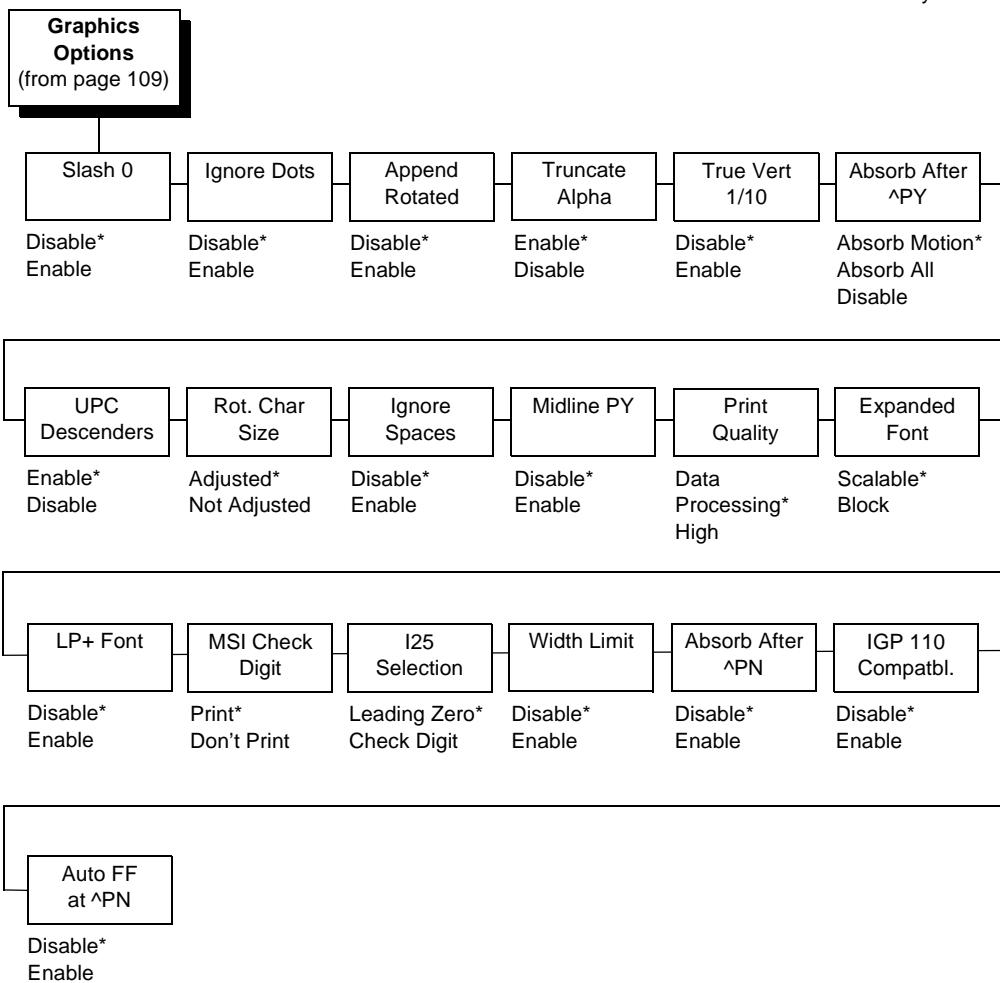 Graphics
Options
(from page 109)
Slash 0
Ignore Dots
Append
Rotated
Truncate
Alpha
True Vert
1/10
Absorb After
^PY
Disable*
Enable
Disable*
Enable
Disable*
Enable
Enable*
Disable
Disable*
Enable
Absorb Motion*
Absorb All
Disable
UPC
Descenders
Rot. Char
Size
Ignore
Spaces
Midline PY
Print
Quality
Expanded
Font
Enable*
Disable
Adjusted*
Not Adjusted
Disable*
Enable
Disable*
Enable
Data
Processing*
High
Scalable*
Block
LP+ Font
MSI Check
Digit
I25
Selection
Width Limit
Absorb After
^PN
IGP 110
Compatbl.
Disable*
Enable
Print*
Don't Print
Leading Zero*
Check Digit
Disable*
Enable
Disable*
Enable
Disable*
Enable
Auto FF
at ^PN
Disable*
Enable